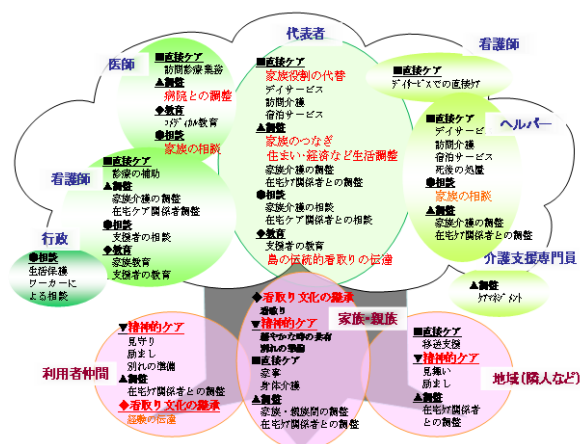 代表者
■直接ケア
家族役割の代替
デイサービス
訪問介護
宿泊サービス
▲調整
家族のつなぎ
住まい・経済など生活調整
家族介護の調整
在宅ケア関係者との調整
●相談
家族介護の相談
在宅ケア関係者との相談
◆教育
支援者の教育
島の伝統的看取りの伝達
医師
■直接ケア
訪問診療業務
▲調整
病院との調整
◆教育
コメディカル教育
●相談
家族の相談
看護師
■直接ケア
診療の補助
▲調整
家族介護の調整
在宅ケア関係者調整
●相談
支援者の相談
◆教育
家族教育
支援者の教育
行政
●相談
生活保護
ワーカーに
よる相談
看護師
■直接ケア
デイサービスでの直接ケア
ヘルパー
■直接ケア
デイサービ
訪問介護
宿泊サービス
死後の処置
●相談
家族の相談
▲調整
家族介護の調整
在宅ケア関係者との調整
介護支援専門員
▲調整
ケアマネジメント
利用者仲間
▼精神的ケア
見守り
励まし
別れの準備
▲調整
在宅ケア関係者との調整
◆看取り文化の継承
経験の伝達
家族・親族
◆看取り文化の継承
看取り
▼精神的ケア
穏やかな時の共有
別れの準備
■直接ケア
家事
身体介護
▲調整
家族・親族間の調整
在宅ケア関係者との調整
地域（隣人など）
■直接ケア
移送支援
▼精神的ケア
見舞い
励まし
▲調整
在宅ケア関係者と
の調整